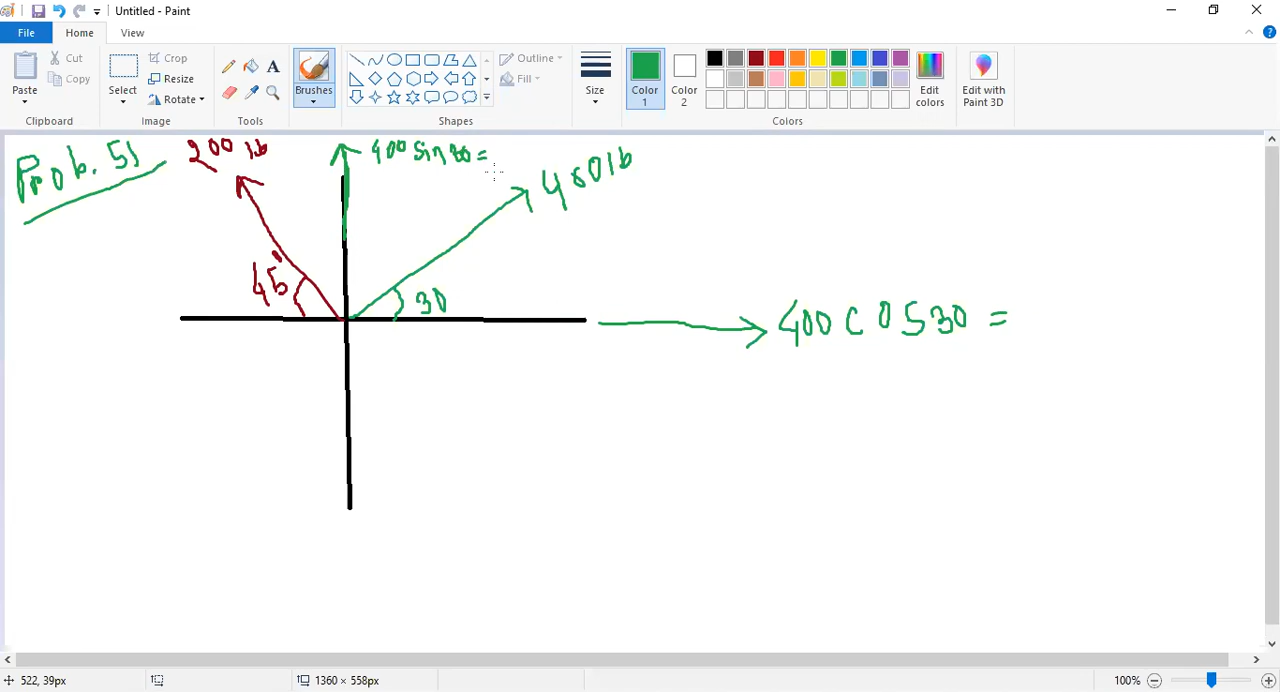 Untitled - Paint
File Home View
Paste
Cut
Copy
Clipboard
Select
Crop
Resize
Rotate
Image
A
Tools
Brushes
Shapes
Outline
Fill
Size
Color 1
Color 2
Colors
Edit colors
Edit with Paint 3D
Prob. 51
200 lb
400 sin =
400 lb
45
30
400 cos30 =
522, 39px
1360 × 558px
100%